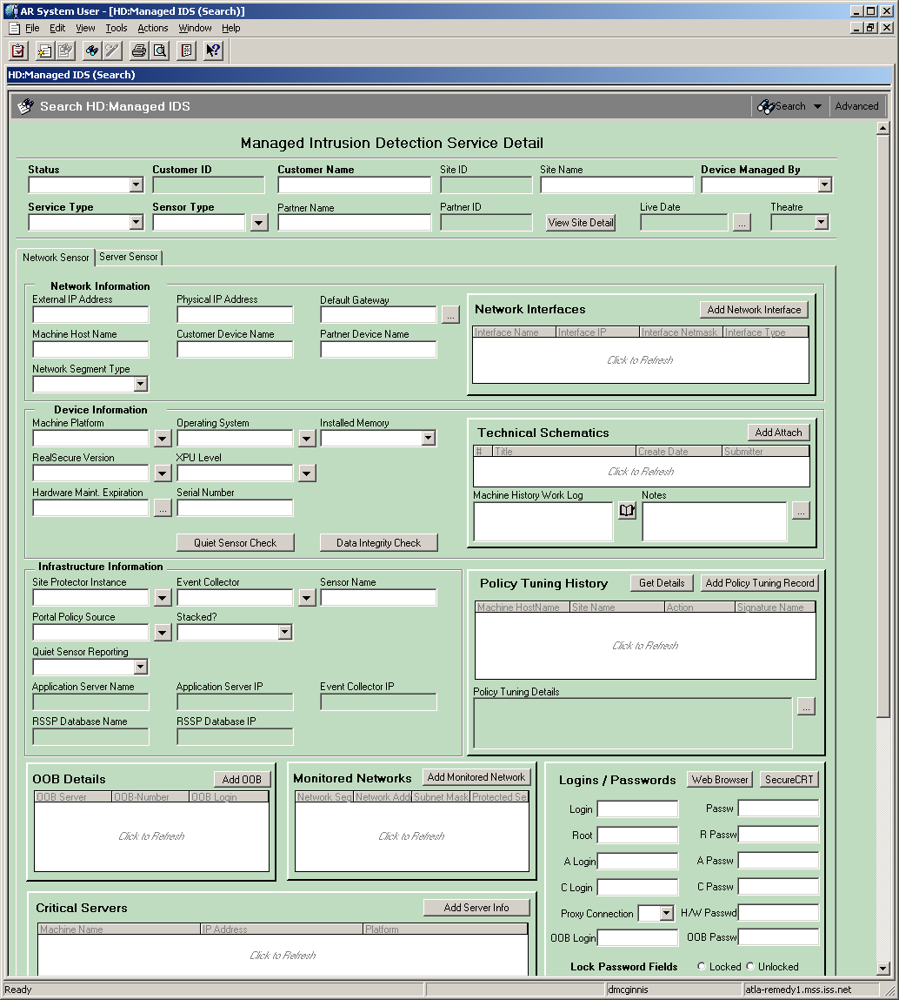 AR System User - [HD:Managed IDS (Search)]
File Edit View Tools Actions Window Help
HD:Managed IDS (Search)
Search HD:Managed IDS Search Advanced
Managed Intrusion Detection Service Detail
Status Customer ID Customer Name Site ID Site Name Device Managed By
Service Type Sensor Type Partner Name Partner ID View Site Detail Live Date ... Theatre
Network Sensor Server Sensor
Network Information
External IP Address Physical IP Address Default Gateway ...
Machine Host Name Customer Device Name Partner Device Name
Network Segment Type
Network Interfaces Add Network Interface
Interface Name Interface IP Interface Netmask Interface Type
Click to Refresh
Device Information
Machine Platform Operating System Installed Memory
RealSecure Version XPU Level
Hardware Maint. Expiration ... Serial Number
Quiet Sensor Check Data Integrity Check
Technical Schematics Add Attach
# Title Create Date Submitter
Click to Refresh
Machine History Work Log Notes ...
Infrastructure Information
Site Protector Instance Event Collector Sensor Name
Portal Policy Source Stacked?
Quiet Sensor Reporting
Application Server Name Application Server IP Event Collector IP
RSSP Database Name RSSP Database IP
Policy Tuning History Get Details Add Policy Tuning Record
Machine HostName Site Name Action Signature Name
Click to Refresh
Policy Tuning Details ...
OOB Details Add OOB
OOB Server OOB-Number OOB Login
Click to Refresh
Monitored Networks Add Monitored Network
Network Seg Network Add Subnet Mask Protected Se
Click to Refresh
Logins / Passwords Web Browser SecureCRT
Login Passw
Root R Passw
A Login A Passw
C Login C Passw
Proxy Connection H/W Passwd
OOB Login OOB Passw
Lock Password Fields Locked Unlocked
Critical Servers Add Server Info
Machine Name IP Address Platform
Click to Refresh
Ready dmcginnis atla-remedy1.mss.iss.net